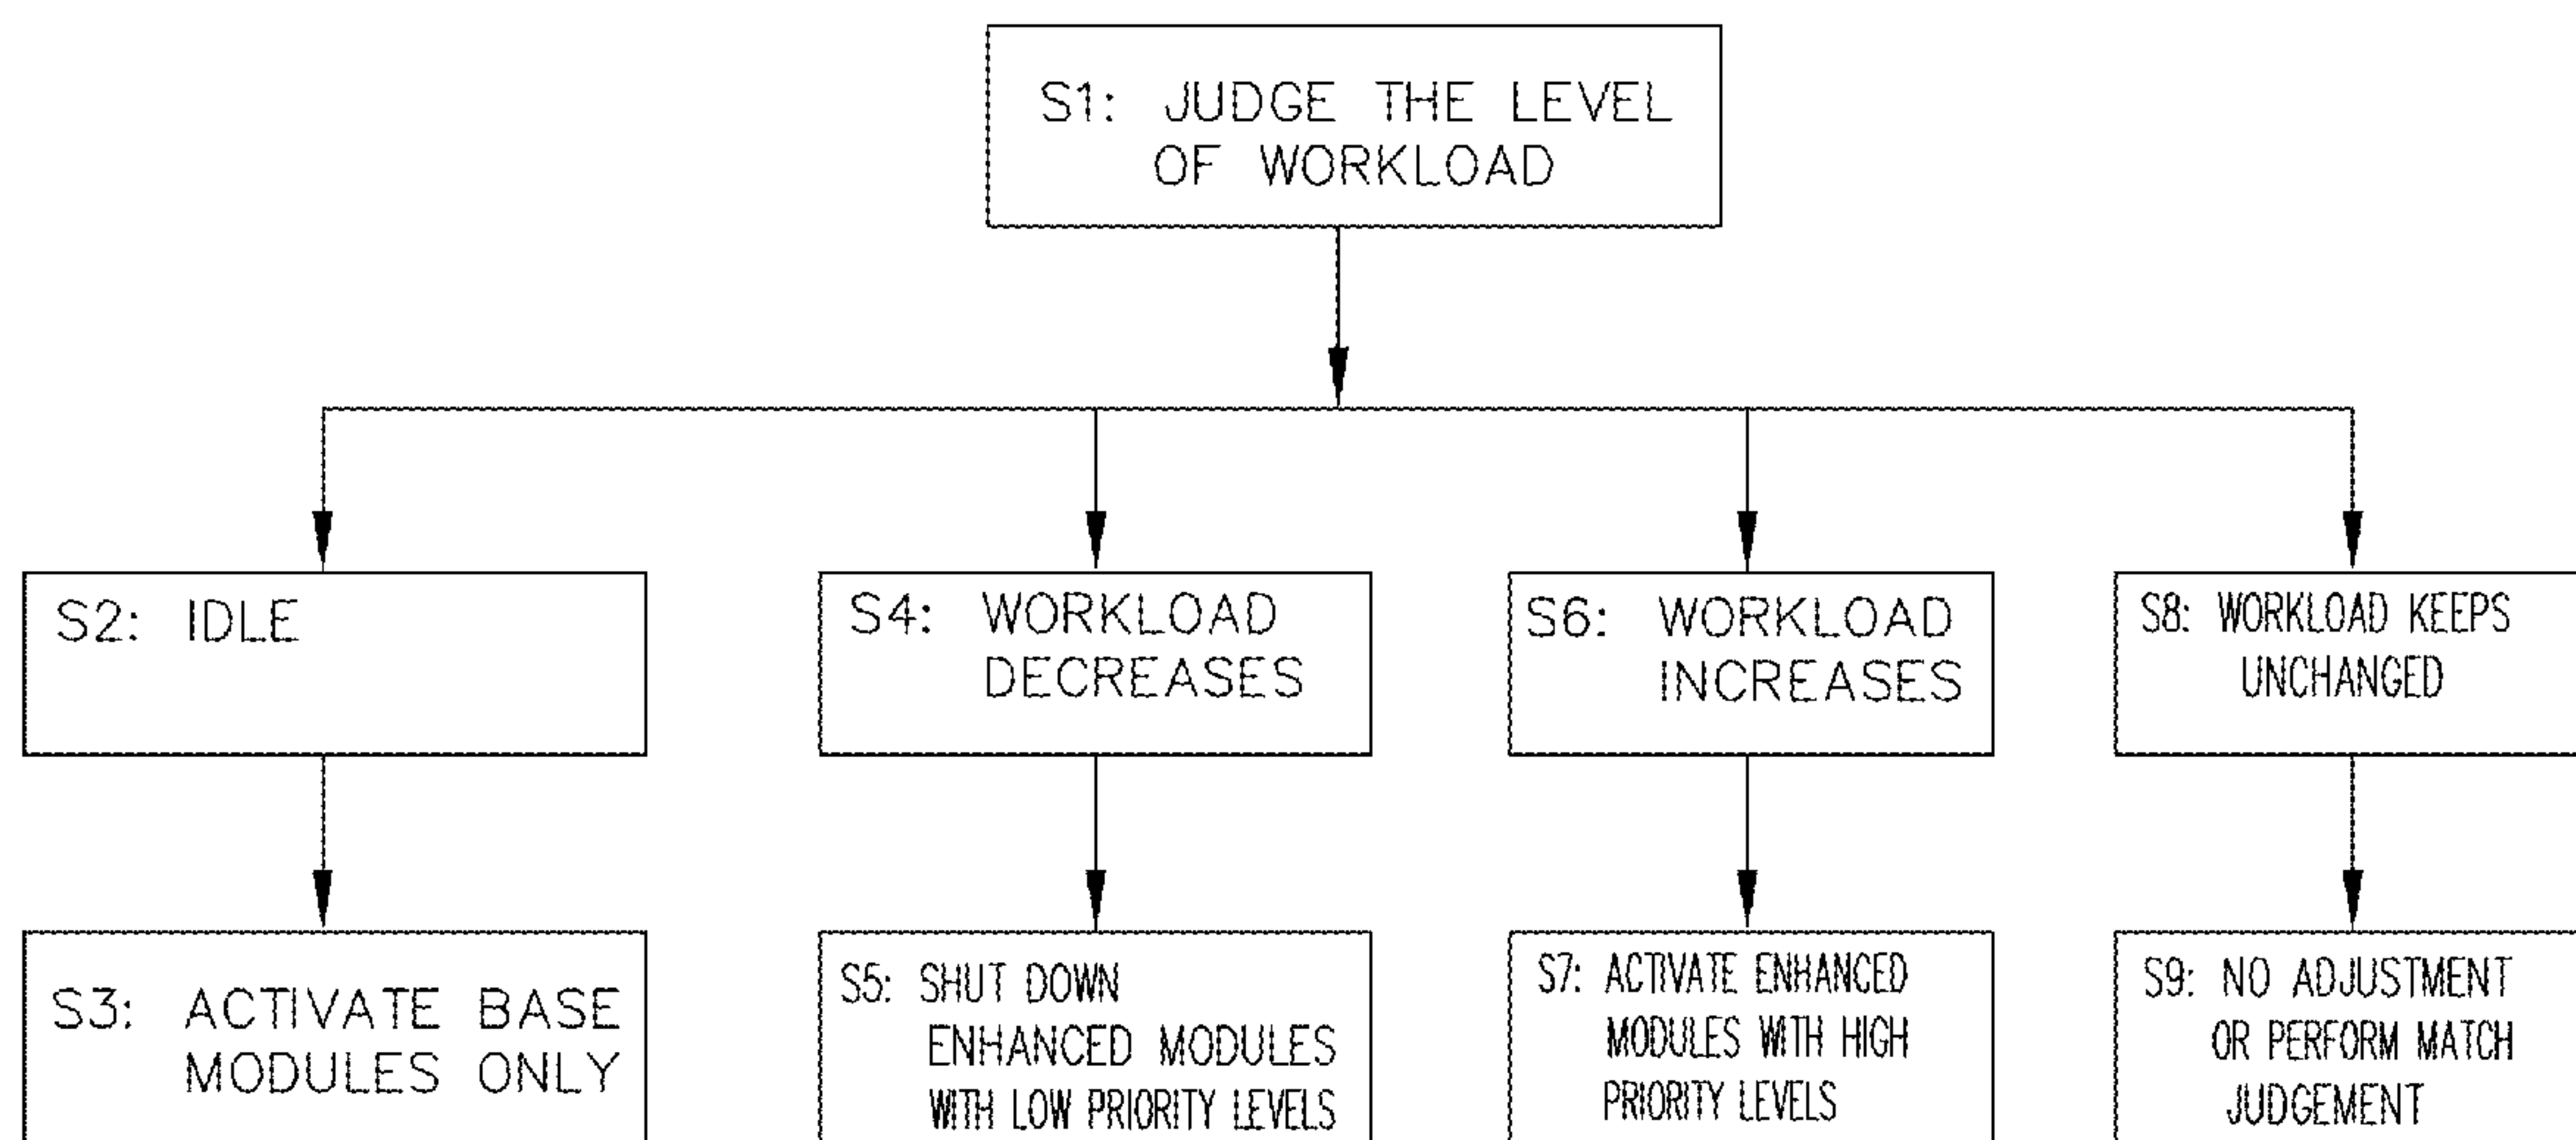 S1: JUDGE THE LEVEL
OF WORKLOAD
S2: IDLE
S4: WORKLOAD
DECREASES
S6: WORKLOAD
INCREASES
S8: WORKLOAD KEEPS
UNCHANGED
S3: ACTIVATE BASE
MODULES ONLY
S5: SHUT DOWN
ENHANCED MODULES
WITH LOW PRIORITY LEVELS
S7: ACTIVATE ENHANCED
MODULES WITH HIGH
PRIORITY LEVELS
S9: NO ADJUSTMENT
OR PERFORM MATCH
JUDGEMENT